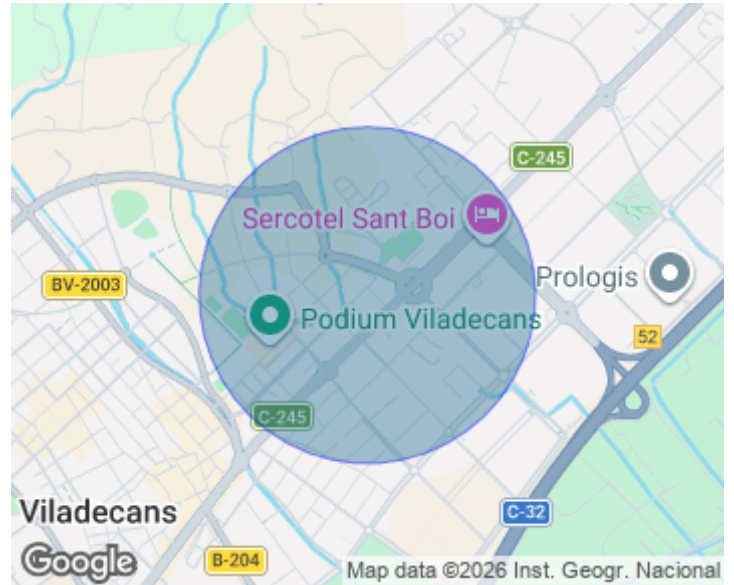 C-245
Sercotel Sant Boi
Prologis
BV-2003
Podium Viladecans
52
C-245
Viladecans
C-32
B-204
Google
Map data ©2026 Inst. Geogr. Nacional